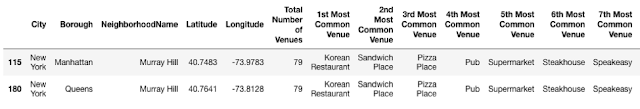 City Borough NeighborhoodName Latitude Longitude Total Number of Venues 1st Most Common Venue 2nd Most Common Venue 3rd Most Common Venue 4th Most Common Venue 5th Most Common Venue 6th Most Common Venue 7th Most Common Venue
115 New York Manhattan Murray Hill 40.7483 -73.9783 79 Korean Restaurant Sandwich Place Pizza Place Pub Supermarket Steakhouse Speakeasy
180 New York Queens Murray Hill 40.7641 -73.8128 79 Korean Restaurant Sandwich Place Pizza Place Pub Supermarket Steakhouse Speakeasy